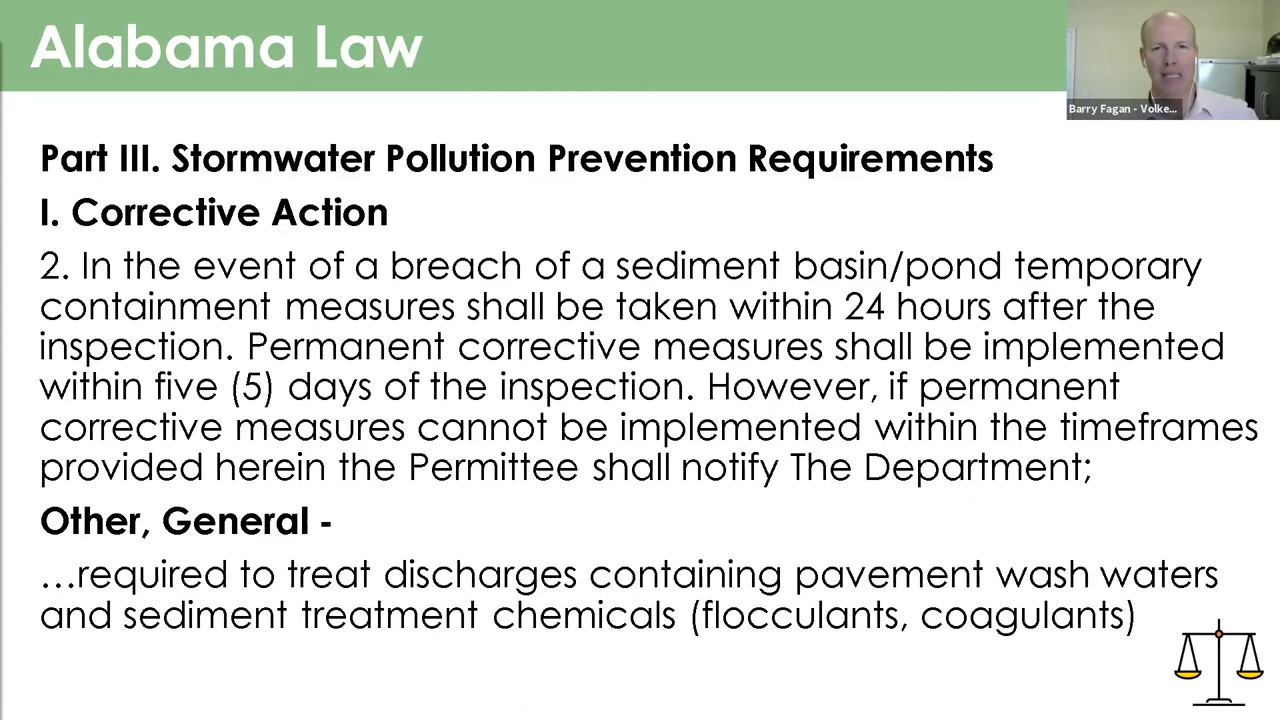 Alabama Law
Barry Fagan - Volke...
Part III. Stormwater Pollution Prevention Requirements
I. Corrective Action
2. In the event of a breach of a sediment basin/pond temporary
containment measures shall be taken within 24 hours after the
inspection. Permanent corrective measures shall be implemented
within five (5) days of the inspection. However, if permanent
corrective measures cannot be implemented within the timeframes
provided herein the Permittee shall notify The Department;
Other, General -
…required to treat discharges containing pavement wash waters
and sediment treatment chemicals (flocculants, coagulants)